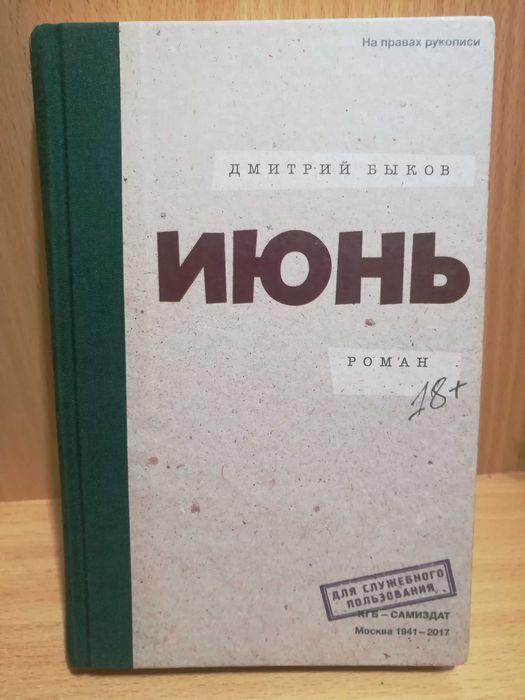 На правах рукописи
ДМИТРИЙ БЫКОВ
ИЮНЬ
РОМАН
18+
ДЛЯ СЛУЖЕБНОГО
ПОЛЬЗОВАНИЯ
КГБ – САМИЗДАТ
Москва 1941–2017